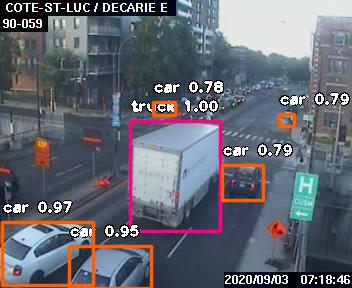 COTE-ST-LUC / DECARIE E
90-059
car 0.78
truck 1.00
car 0.79
car 0.79
H
CUSM
car 0.97
car 0.95
2020/09/03 07:18:46